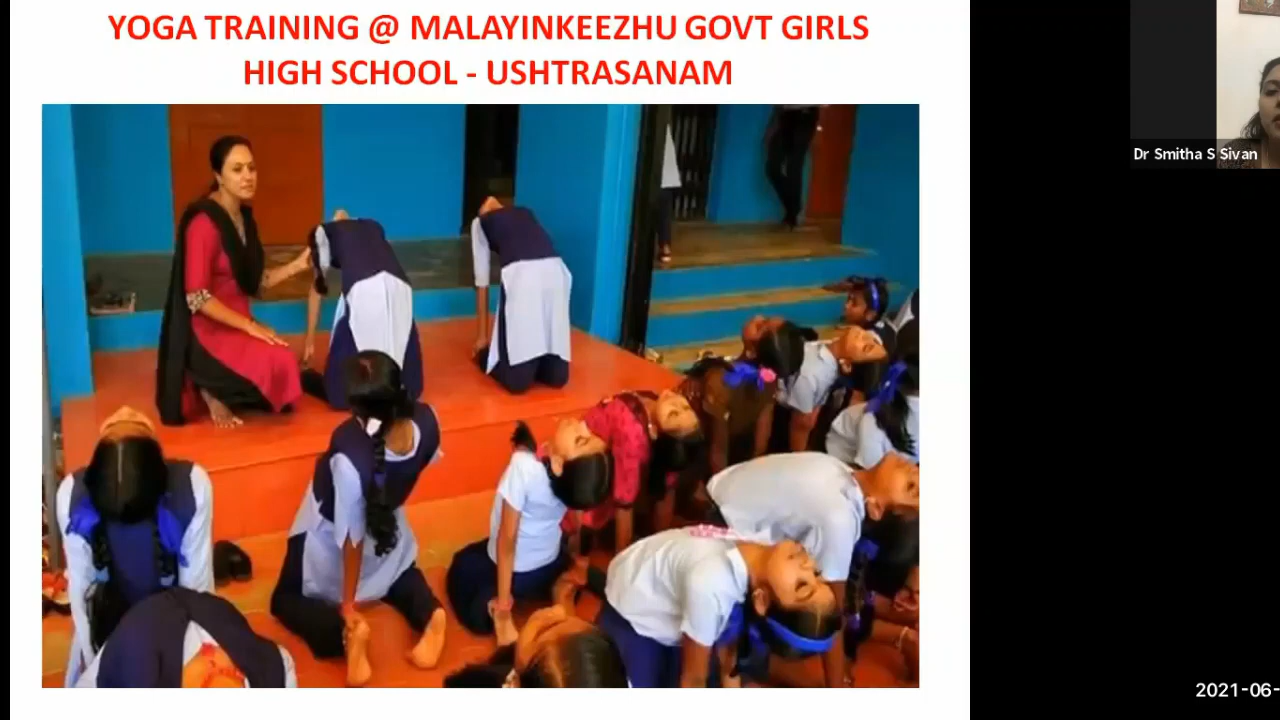 YOGA TRAINING @ MALAYINKEEZHU GOVT GIRLS
HIGH SCHOOL - USHTRASANAM
Dr Smitha S Sivan
2021-06-